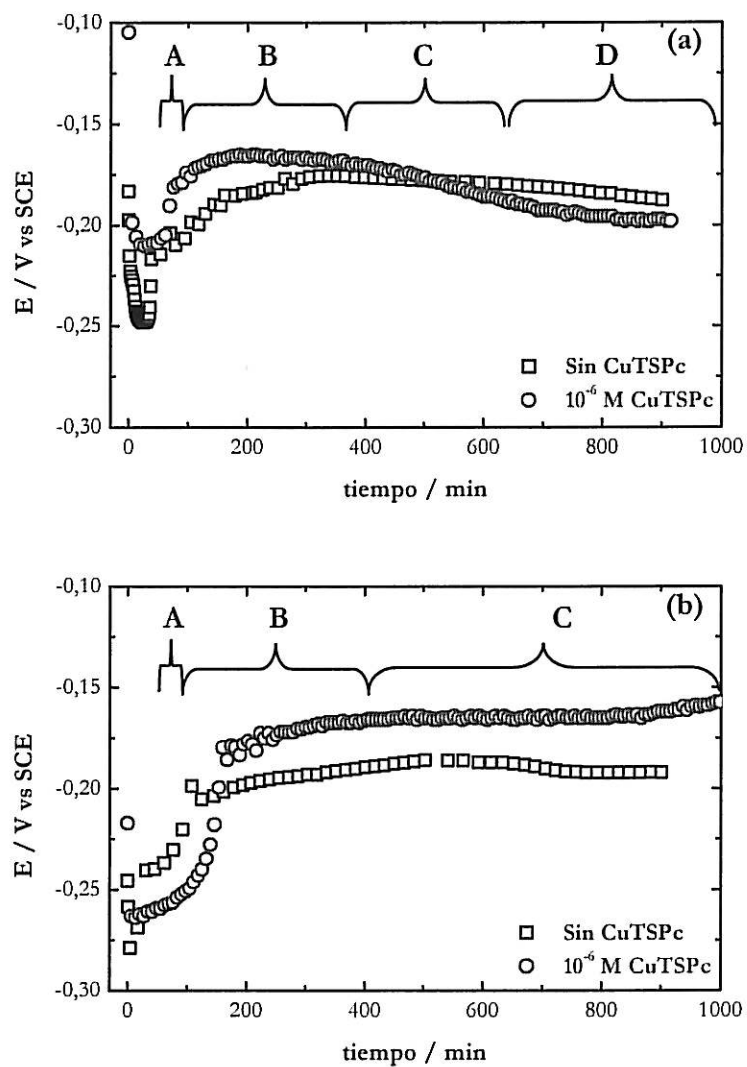 -0,10
(a)
A B C D
-0,15
-0,20
-0,25
-0,30
E / V vs SCE
Sin CuTSPc
10⁻⁶ M CuTSPc
0 200 400 600 800 1000
tiempo / min
-0,10
(b)
A B C
-0,15
-0,20
-0,25
-0,30
E / V vs SCE
Sin CuTSPc
10⁻⁶ M CuTSPc
0 200 400 600 800 1000
tiempo / min